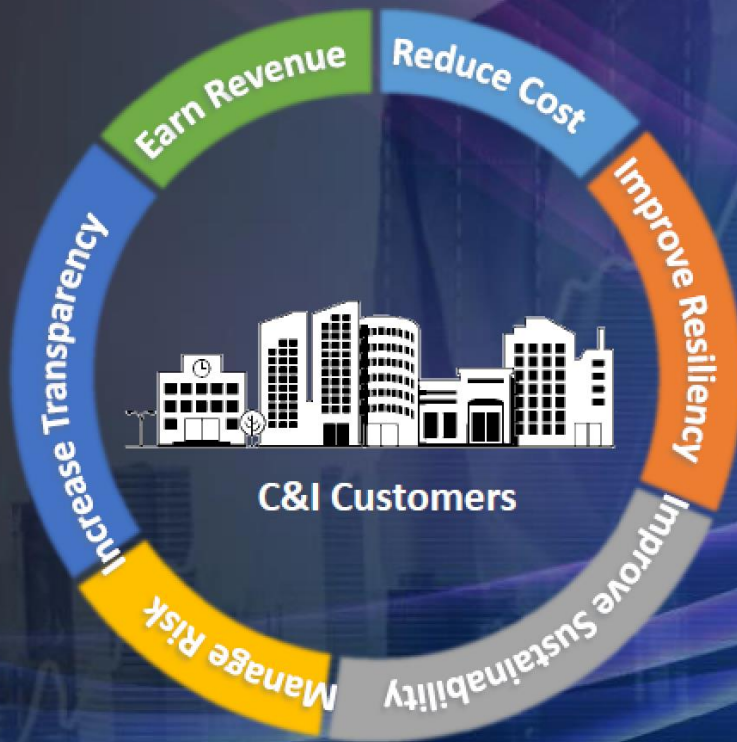 Earn Revenue
Reduce Cost
Improve Resiliency
Improve Sustainability
Manage Risk
Increase Transparency
C&I Customers